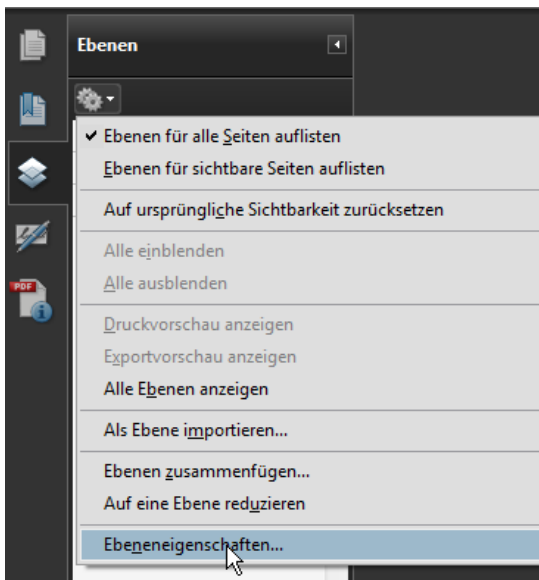 Ebenen
Ebenen für alle Seiten auflisten
Ebenen für sichtbare Seiten auflisten
Auf ursprüngliche Sichtbarkeit zurücksetzen
Alle einblenden
Alle ausblenden
Druckvorschau anzeigen
Exportvorschau anzeigen
Alle Ebenen anzeigen
Als Ebene importieren...
Ebenen zusammenfügen...
Auf eine Ebene reduzieren
Ebeneneigenschaften...
PDF